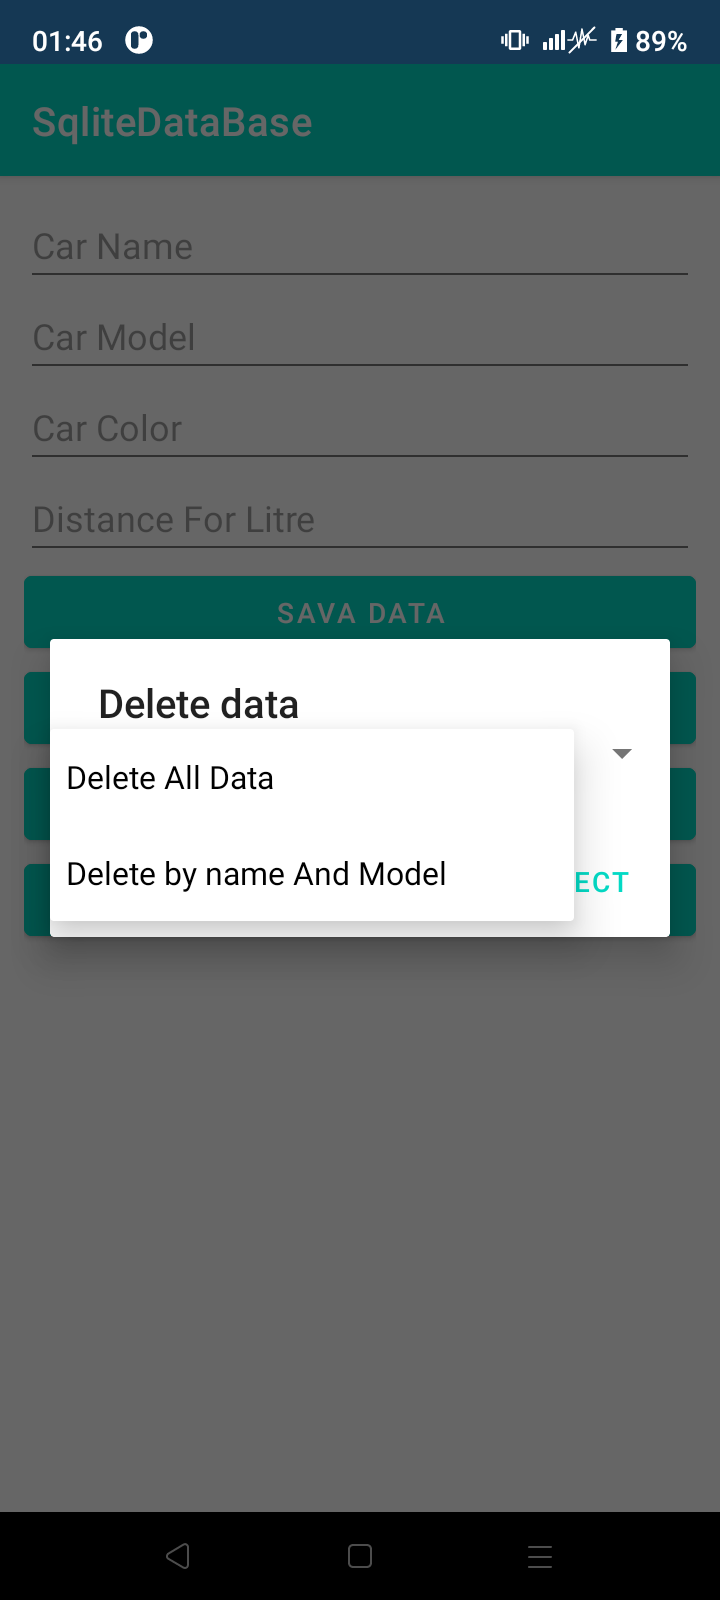 01:46
89%
SqliteDataBase
Car Name
Car Model
Car Color
Distance For Litre
SAVA DATA
Delete data
Delete All Data
Delete by name And Model
ECT